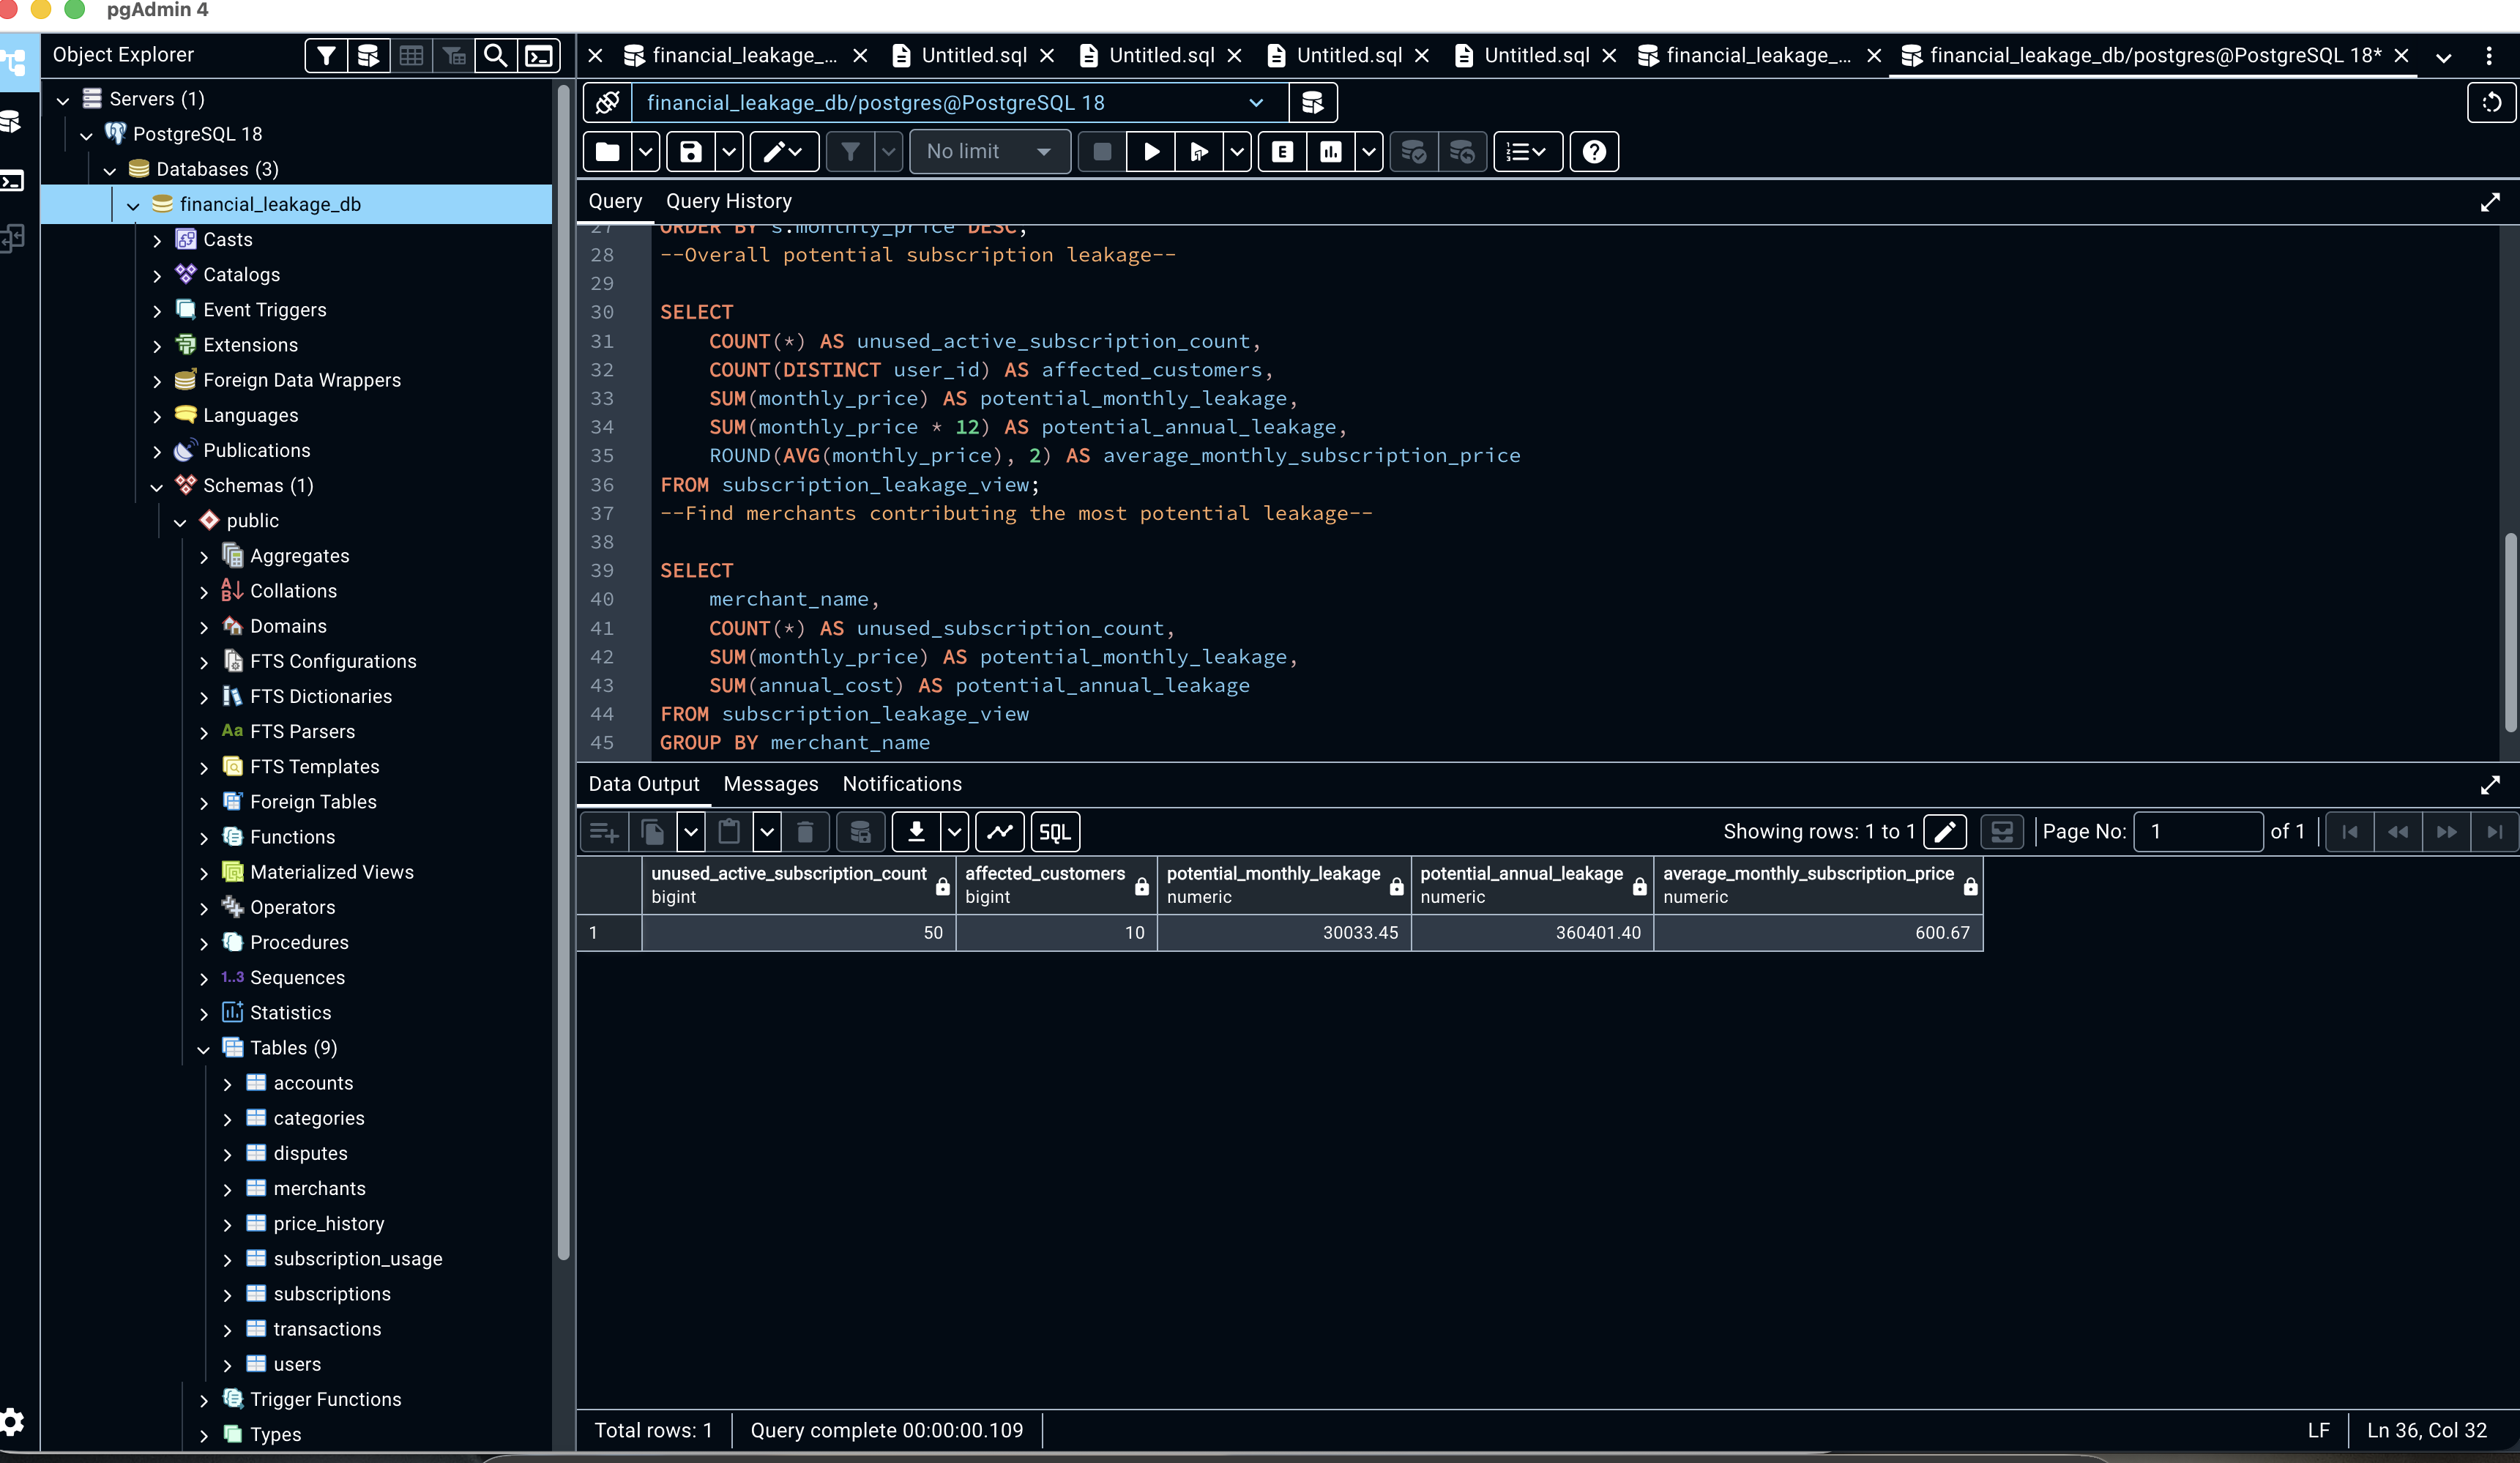 pgAdmin 4
Object Explorer
Servers (1)
PostgreSQL 18
Databases (3)
financial_leakage_db
Casts
Catalogs
Event Triggers
Extensions
Foreign Data Wrappers
Languages
Publications
Schemas (1)
public
Aggregates
Collations
Domains
FTS Configurations
FTS Dictionaries
Aa FTS Parsers
FTS Templates
Foreign Tables
Functions
Materialized Views
Operators
Procedures
1..3 Sequences
Statistics
Tables (9)
accounts
categories
disputes
merchants
price_history
subscription_usage
subscriptions
transactions
users
Trigger Functions
Types
financial_leakage_... Untitled.sql Untitled.sql Untitled.sql Untitled.sql financial_leakage_... financial_leakage_db/postgres@PostgreSQL 18*
financial_leakage_db/postgres@PostgreSQL 18
No limit E
Query Query History
27 ORDER BY s.monthly_price DESC;
28 --Overall potential subscription leakage--
29
30 SELECT
31 COUNT(*) AS unused_active_subscription_count,
32 COUNT(DISTINCT user_id) AS affected_customers,
33 SUM(monthly_price) AS potential_monthly_leakage,
34 SUM(monthly_price * 12) AS potential_annual_leakage,
35 ROUND(AVG(monthly_price), 2) AS average_monthly_subscription_price
36 FROM subscription_leakage_view;
37 --Find merchants contributing the most potential leakage--
38
39 SELECT
40 merchant_name,
41 COUNT(*) AS unused_subscription_count,
42 SUM(monthly_price) AS potential_monthly_leakage,
43 SUM(annual_cost) AS potential_annual_leakage
44 FROM subscription_leakage_view
45 GROUP BY merchant_name
Data Output Messages Notifications
SQL Showing rows: 1 to 1 Page No: 1 of 1
unused_active_subscription_count affected_customers potential_monthly_leakage potential_annual_leakage average_monthly_subscription_price
bigint bigint numeric numeric numeric
1 50 10 30033.45 360401.40 600.67
Total rows: 1 Query complete 00:00:00.109 LF Ln 36, Col 32